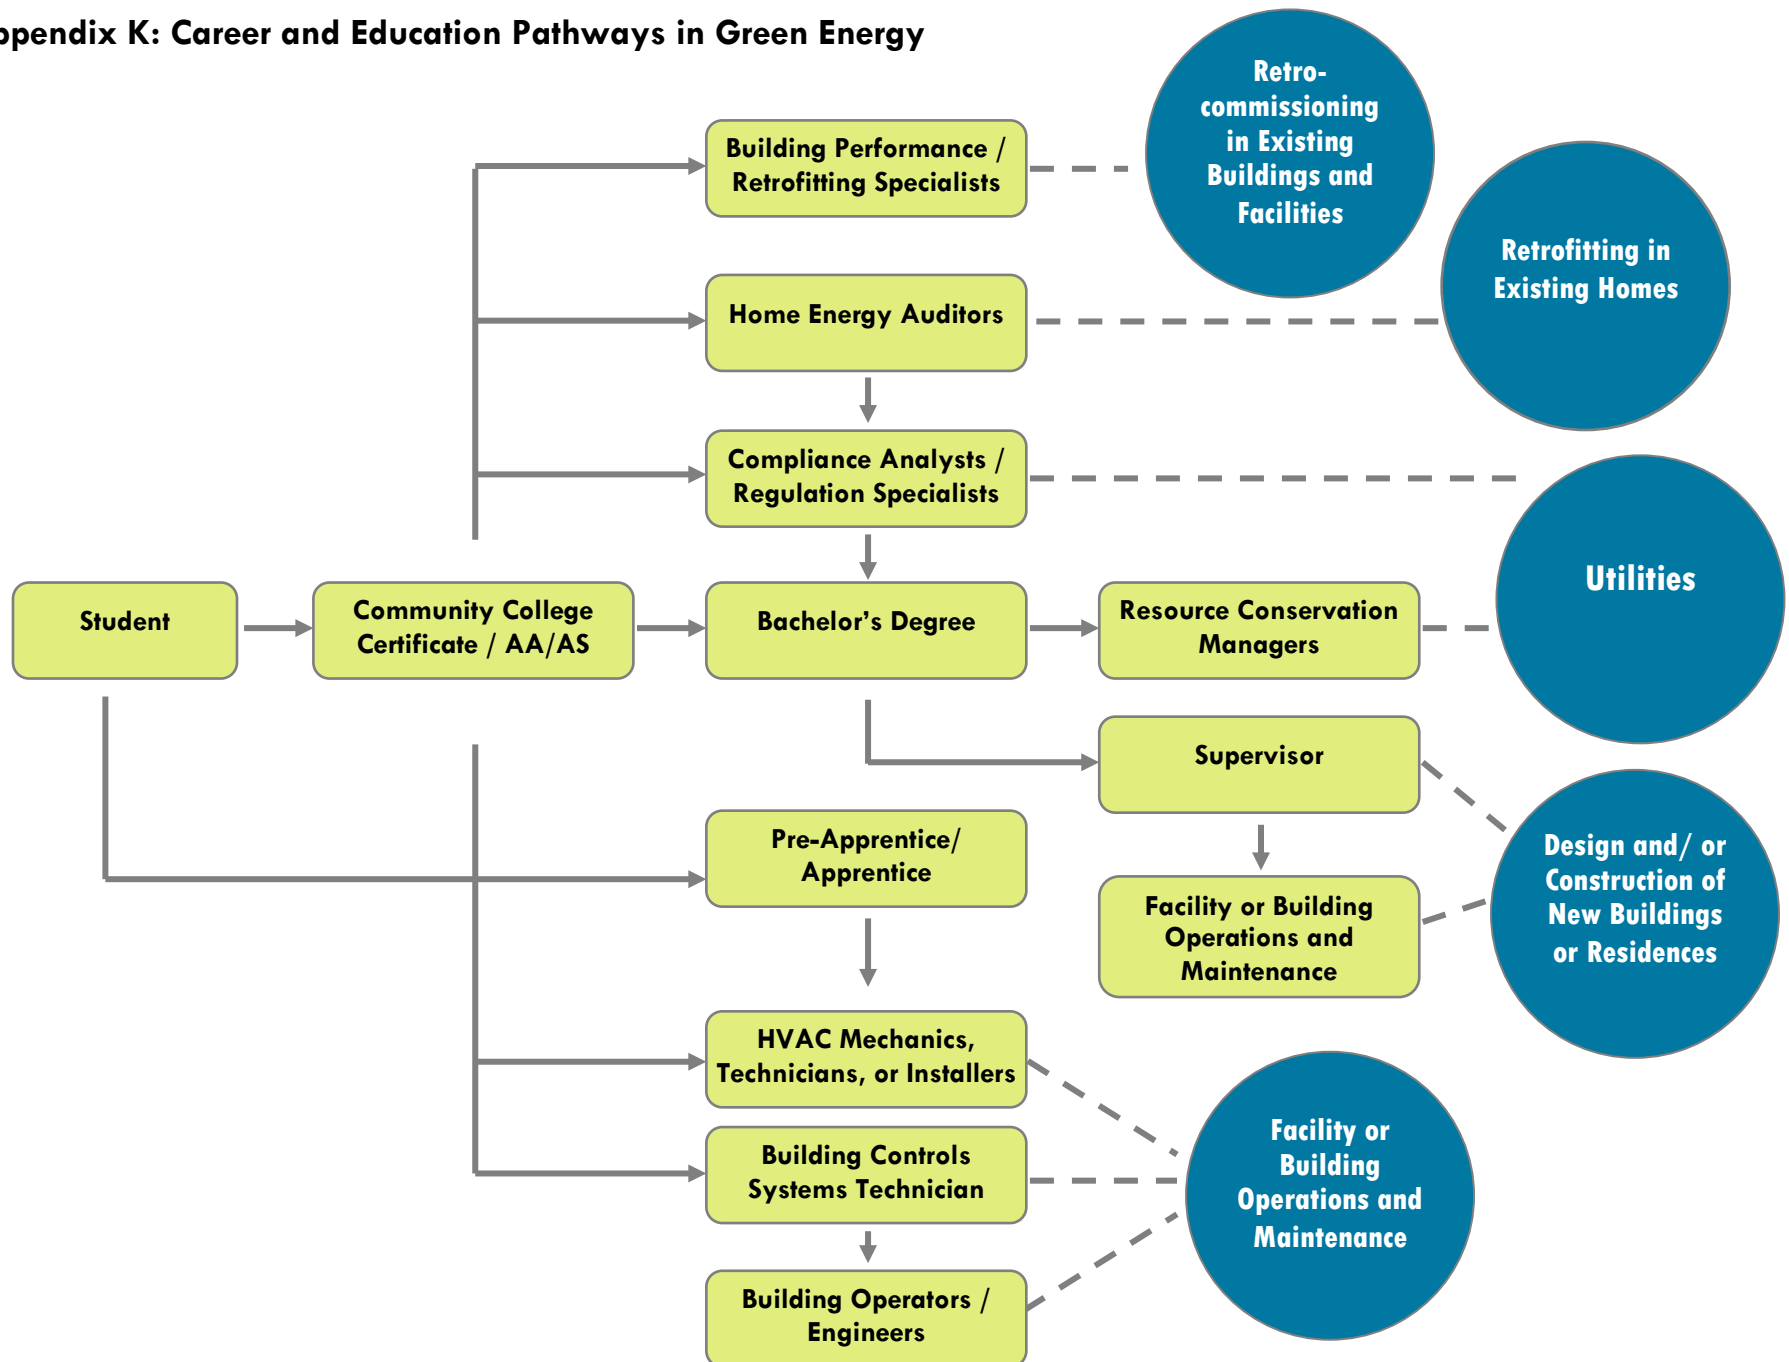 ppendix K: Career and Education Pathways in Green Energy
Retro-
commissioning
in Existing
Buildings and
Facilities
Building Performance /
Retrofitting Specialists
Retrofitting in
Existing Homes
Home Energy Auditors
Compliance Analysts /
Regulation Specialists
Utilities
Student
Community College
Certificate / AA/AS
Bachelor’s Degree
Resource Conservation
Managers
Supervisor
Pre-Apprentice/
Apprentice
Design and/ or
Construction of
New Buildings
or Residences
Facility or Building
Operations and
Maintenance
HVAC Mechanics,
Technicians, or Installers
Facility or
Building
Operations and
Maintenance
Building Controls
Systems Technician
Building Operators /
Engineers